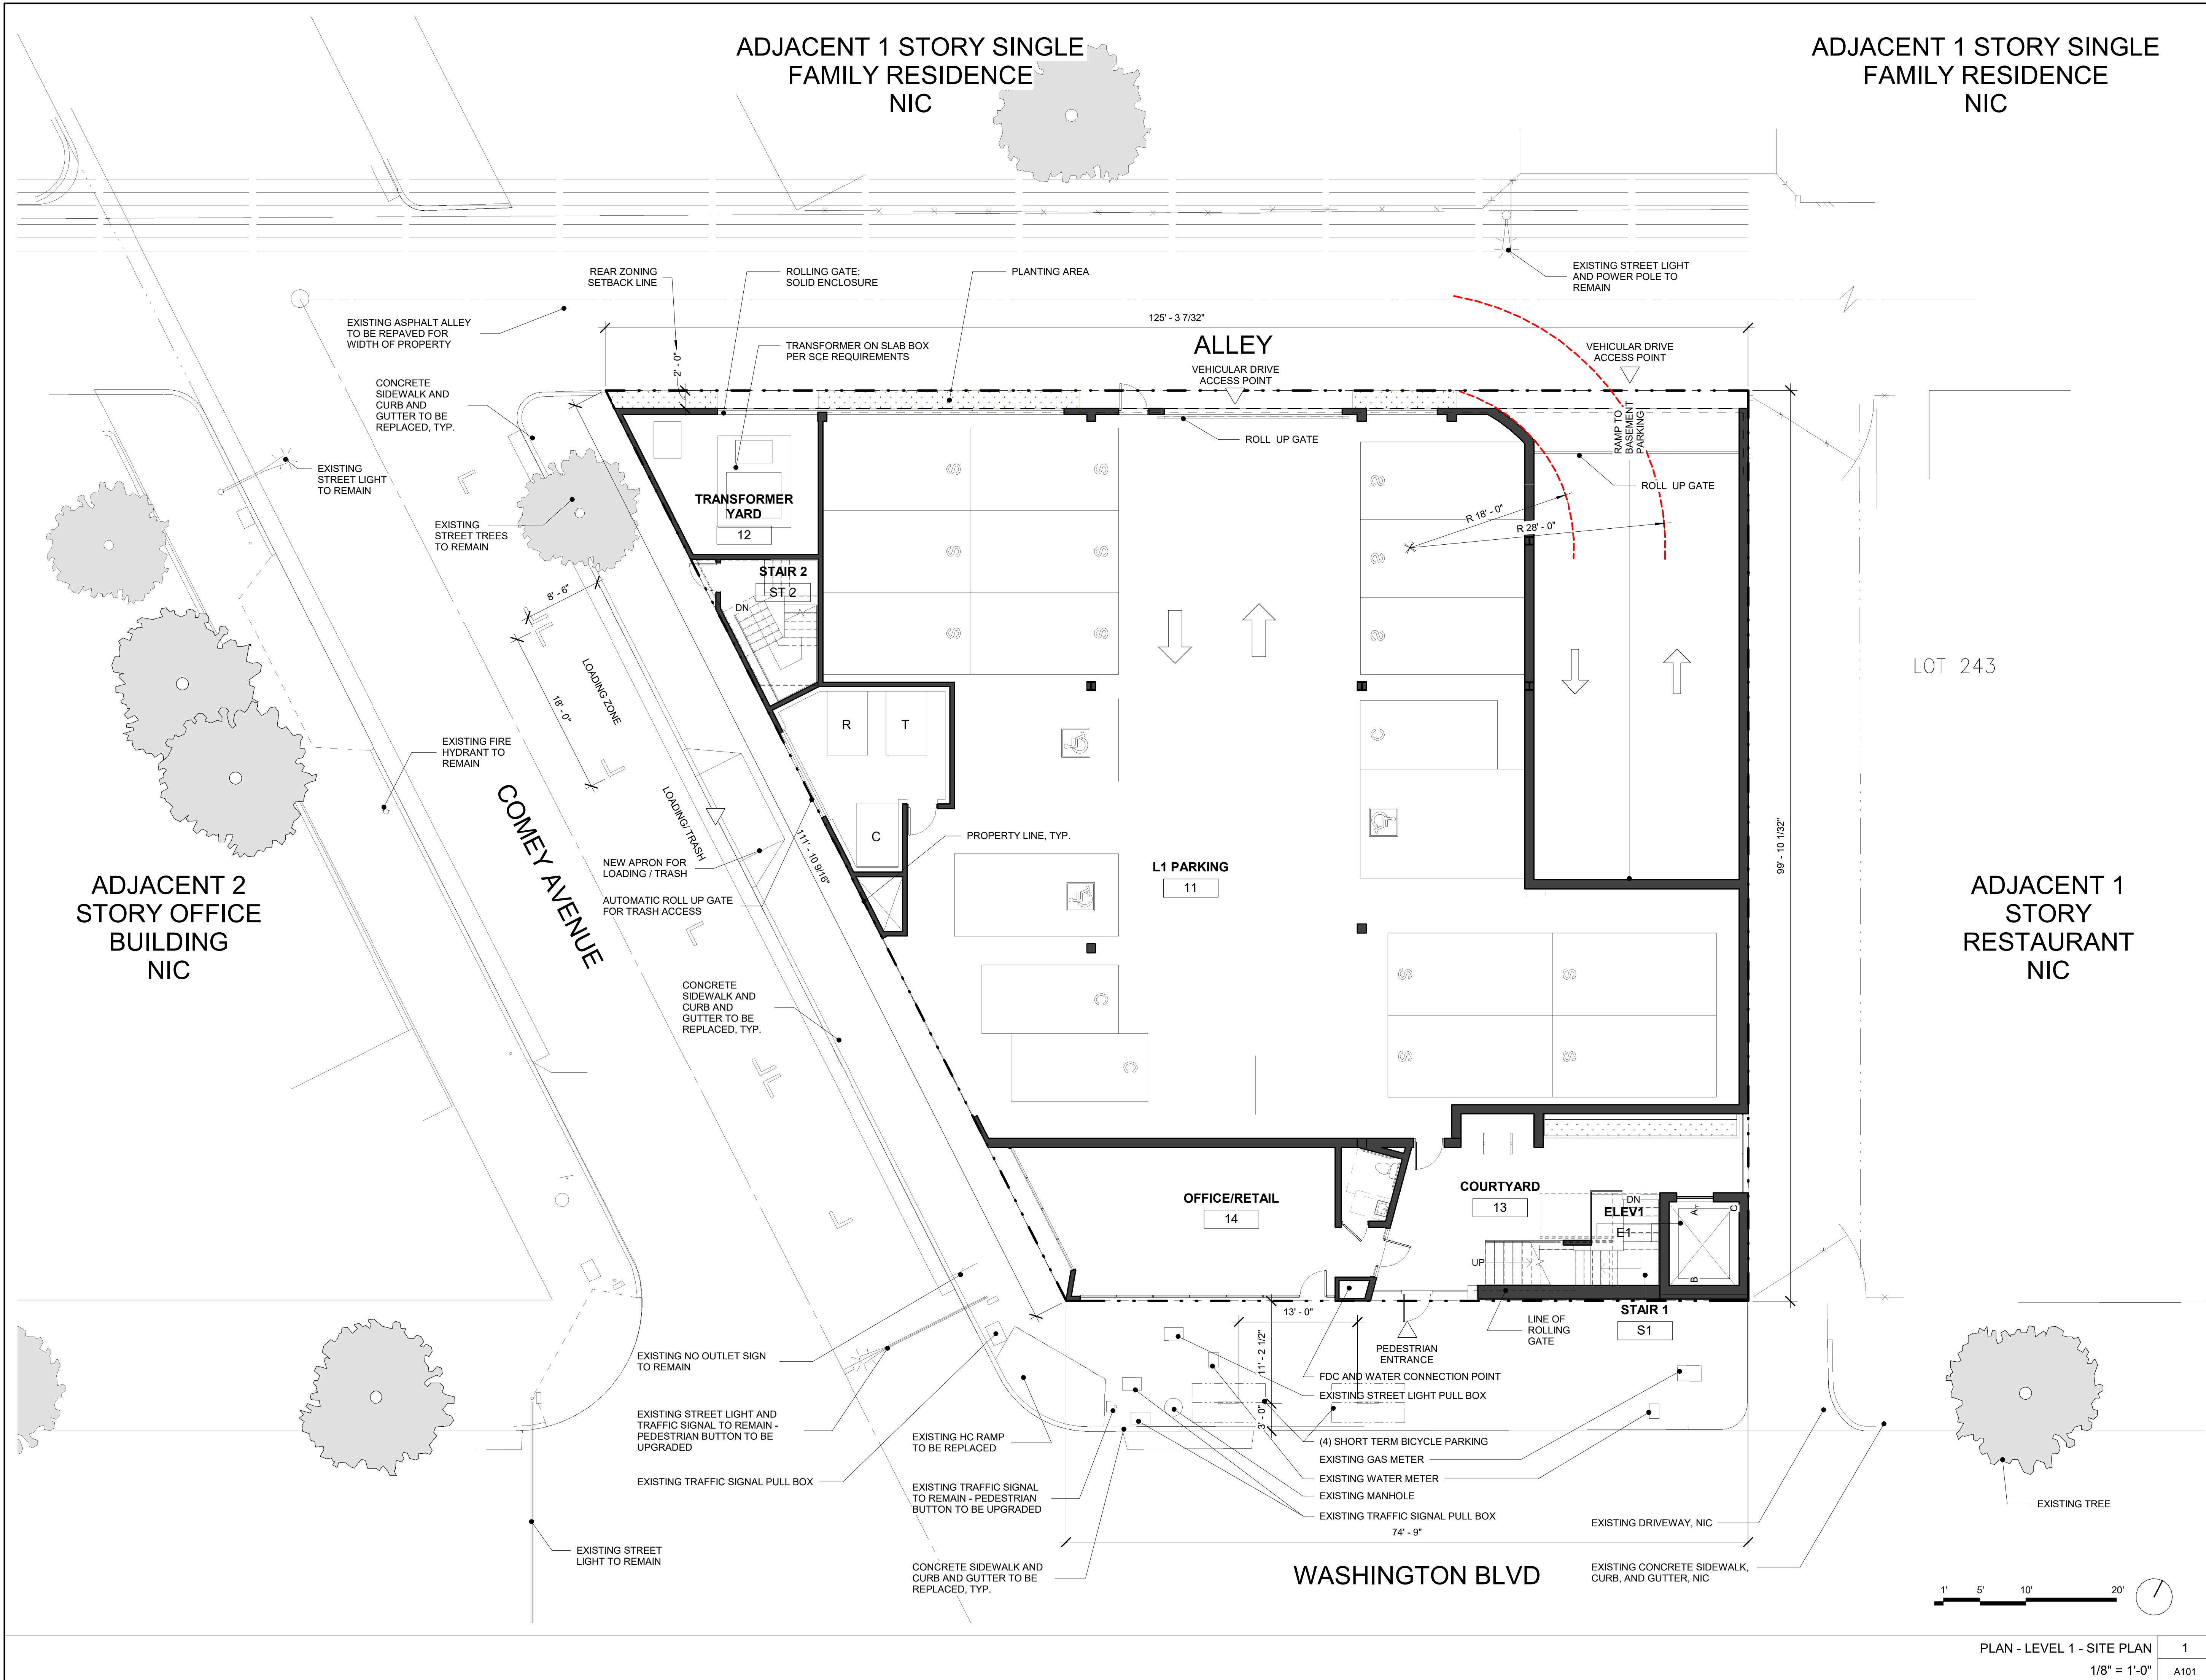 ADJACENT 1 STORY SINGLE
FAMILY RESIDENCE
NIC
ADJACENT 1 STORY SINGLE
FAMILY RESIDENCE
NIC
REAR ZONING
SETBACK LINE
ROLLING GATE;
SOLID ENCLOSURE
PLANTING AREA
EXISTING STREET LIGHT
AND POWER POLE TO
REMAIN
EXISTING ASPHALT ALLEY
TO BE REPAVED FOR
WIDTH OF PROPERTY
125' - 3 7/32"
ALLEY
2' - 0"
TRANSFORMER ON SLAB BOX
PER SCE REQUIREMENTS
VEHICULAR DRIVE
ACCESS POINT
VEHICULAR DRIVE
ACCESS POINT
CONCRETE
SIDEWALK AND
CURB AND
GUTTER TO BE
REPLACED, TYP.
RAMP TO
BASEMENT
PARKING
ROLL UP GATE
EXISTING
STREET LIGHT
TO REMAIN
S
S
S
ROLL UP GATE
TRANSFORMER
YARD
12
R 18' - 0"
R 28' - 0"
EXISTING
STREET TREES
TO REMAIN
S
S
S
STAIR 2
ST 2
DN
8' - 6"
S
S
S
LOADING ZONE
18' - 0"
LOT 243
R
T
C
EXISTING FIRE
HYDRANT TO
REMAIN
COMEY AVENUE
LOADING/ TRASH
C
PROPERTY LINE, TYP.
111' - 10 9/16"
99' - 10 1/32"
NEW APRON FOR
LOADING / TRASH
L1 PARKING
11
AUTOMATIC ROLL UP GATE
FOR TRASH ACCESS
ADJACENT 2
STORY OFFICE
BUILDING
NIC
ADJACENT 1
STORY
RESTAURANT
NIC
S
S
CONCRETE
SIDEWALK AND
CURB AND
GUTTER TO BE
REPLACED, TYP.
C
S
S
C
OFFICE/RETAIL
14
COURTYARD
13
DN
ELEV1
E1
A
T
C
B
UP
13' - 0"
STAIR 1
S1
LINE OF
ROLLING
GATE
PEDESTRIAN
ENTRANCE
11' - 2 1/2"
3' - 0"
FDC AND WATER CONNECTION POINT
EXISTING STREET LIGHT PULL BOX
EXISTING NO OUTLET SIGN
TO REMAIN
EXISTING STREET LIGHT AND
TRAFFIC SIGNAL TO REMAIN -
PEDESTRIAN BUTTON TO BE
UPGRADED
EXISTING HC RAMP
TO BE REPLACED
(4) SHORT TERM BICYCLE PARKING
EXISTING GAS METER
EXISTING TRAFFIC SIGNAL PULL BOX
EXISTING WATER METER
EXISTING TRAFFIC SIGNAL
TO REMAIN - PEDESTRIAN
BUTTON TO BE UPGRADED
EXISTING MANHOLE
EXISTING TRAFFIC SIGNAL PULL BOX
EXISTING DRIVEWAY, NIC
EXISTING TREE
74' - 9"
EXISTING STREET
LIGHT TO REMAIN
CONCRETE SIDEWALK AND
CURB AND GUTTER TO BE
REPLACED, TYP.
WASHINGTON BLVD
EXISTING CONCRETE SIDEWALK,
CURB, AND GUTTER, NIC
1' 5' 10' 20'
PLAN - LEVEL 1 - SITE PLAN
1
1/8" = 1'-0"
A101